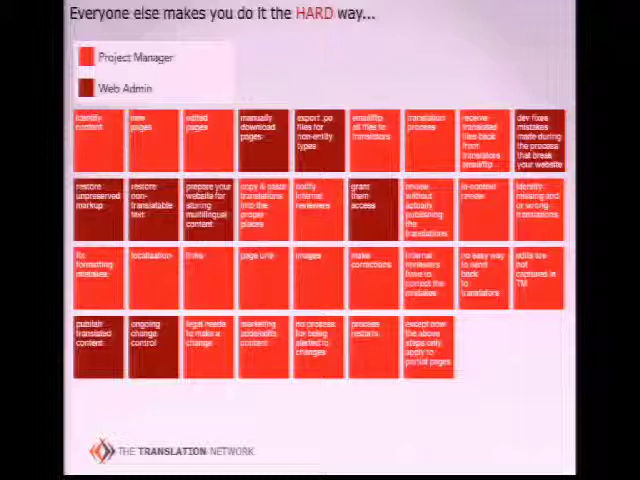 Everyone else makes you do it the HARD way...
Project Manager
Web Admin
identify
content
new
pages
edited
pages
manually
download
pages
export .po
files for
non-entity
types
email/ftp
all files to
translators
translation
process
receive
translated
files back
from
translators
email/ftp
dev fixes
mistakes
made during
the process
that break
your website
restore
unpreserved
markup
restore
non-
translatable
text
prepare your
website for
storing
multilingual
content
copy & paste
translations
into the
proper
places
notify
internal
reviewers
grant
them
access
review
without
actually
publishing
the
translations
in-context
review
identify
missing and
or wrong
translations
fix
formatting
mistakes
localisation
links
page urls
images
make
corrections
internal
reviewers
have to
correct the
mistakes
no easy way
to send
back
to
translators
edits are
not
captured in
TM
publish
translated
content
ongoing
change
control
legal needs
to make a
change
marketing
adds/edits
content
no process
for being
alerted to
changes
process
restarts
except now
the above
steps only
apply to
partial pages
THE TRANSLATION NETWORK